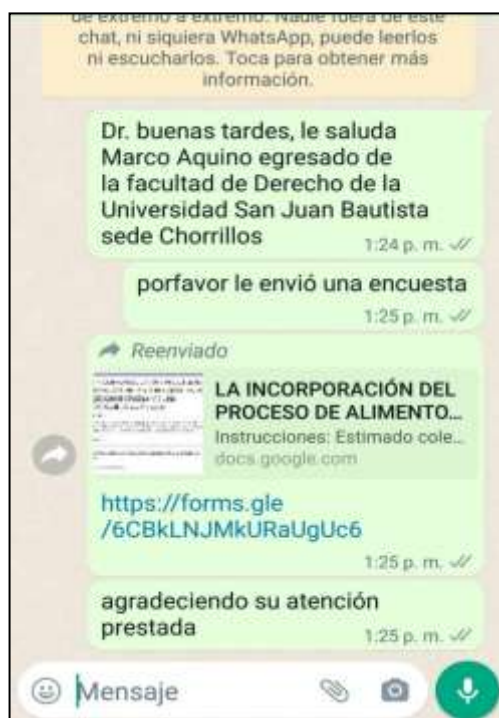 de extremo a extremo. Nadie fuera de este
chat, ni siquiera WhatsApp, puede leerlos
ni escucharlos. Toca para obtener más
información.
Dr. buenas tardes, le saluda
Marco Aquino egresado de
la facultad de Derecho de la
Universidad San Juan Bautista
sede Chorrillos
1:24 p. m.
porfavor le envió una encuesta
1:25 p. m.
Reenviado
LA INCORPORACIÓN DEL
PROCESO DE ALIMENTO...
Instrucciones: Estimado cole...
docs.google.com
https://forms.gle
/6CBkLNJMkURaUgUc6
1:25 p. m.
agradeciendo su atención
prestada
1:25 p. m.
Mensaje